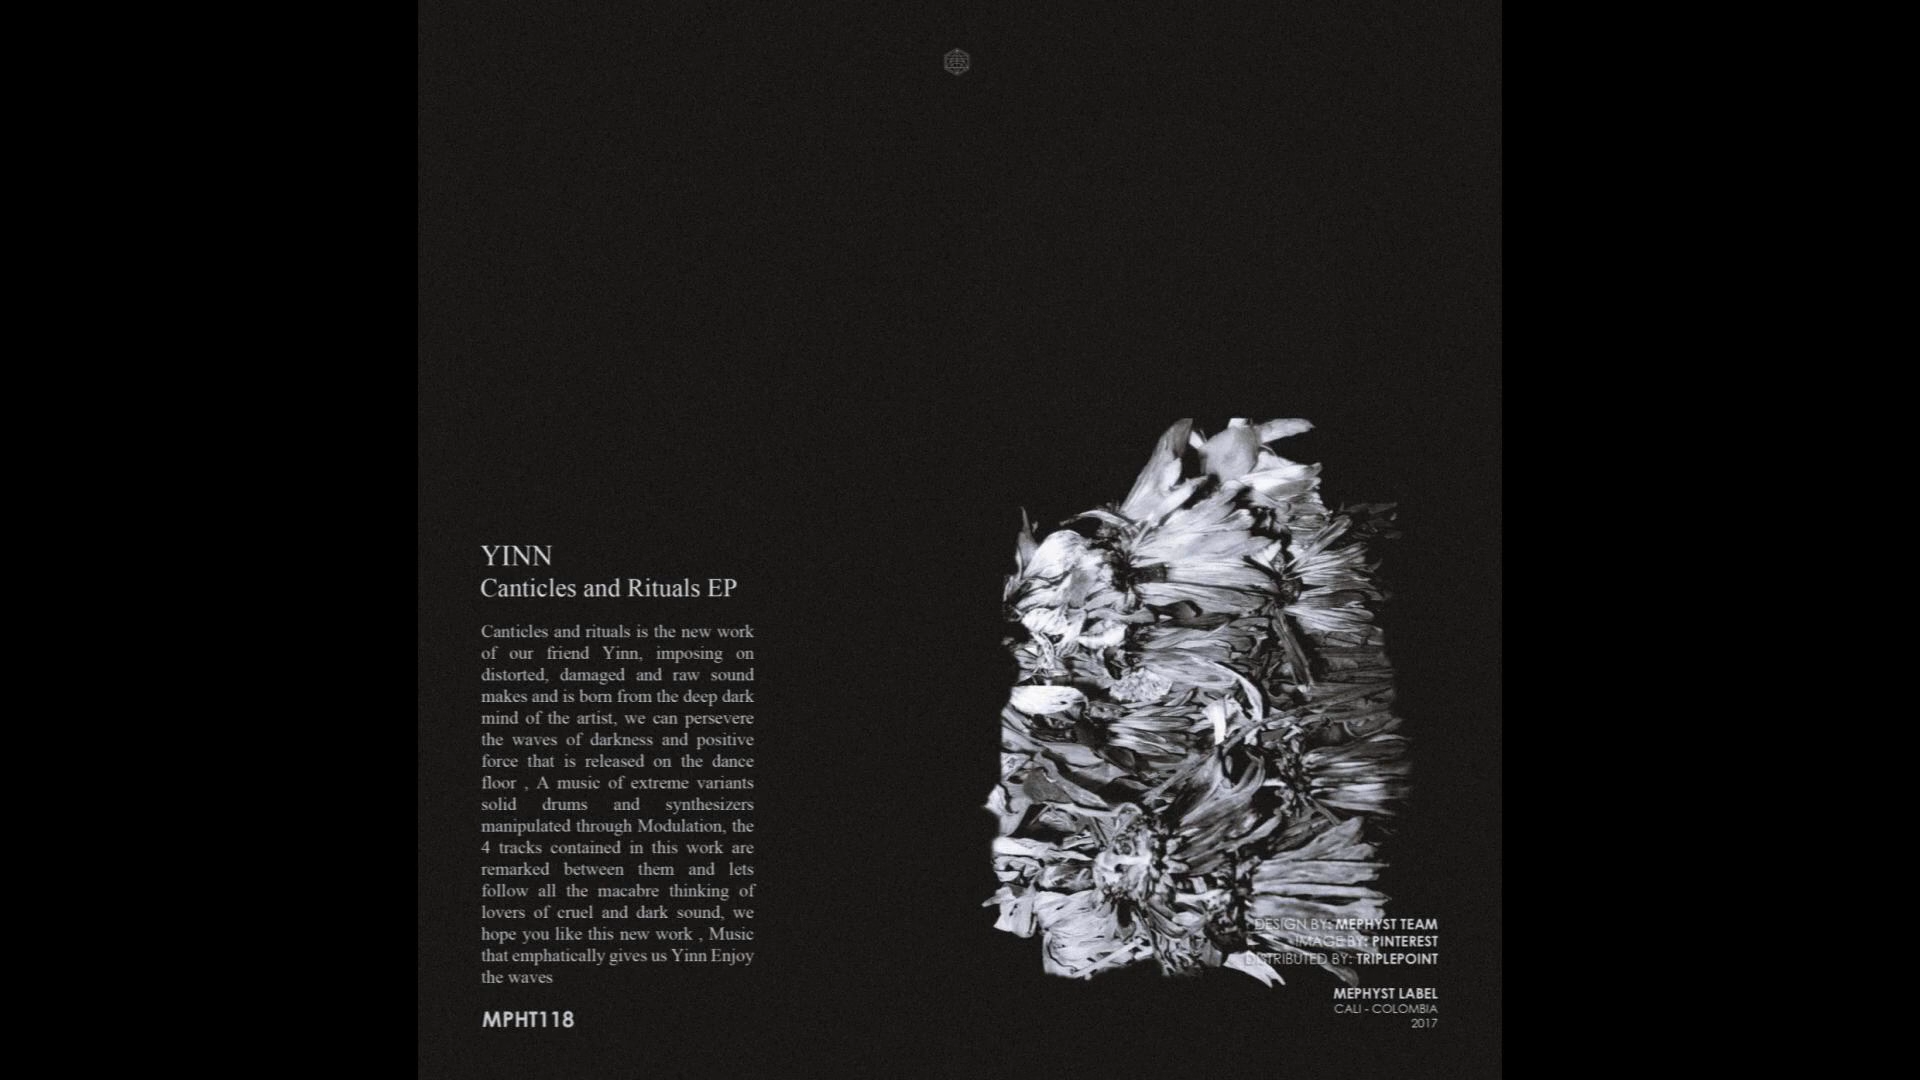 YINN
Canticles and Rituals EP
Canticles and rituals is the new work
of our friend Yinn, imposing on
distorted, damaged and raw sound
makes and is born from the deep dark
mind of the artist, we can persevere
the waves of darkness and positive
force that is released on the dance
floor , A music of extreme variants
solid drums and synthesizers
manipulated through Modulation, the
4 tracks contained in this work are
remarked between them and lets
follow all the macabre thinking of
lovers of cruel and dark sound, we
hope you like this new work , Music
that emphatically gives us Yinn Enjoy
the waves
MPHT118
DESIGN BY: MEPHYST TEAM
IMAGE BY: PINTEREST
DISTRIBUTED BY: TRIPLEPOINT
MEPHYST LABEL
CALI - COLOMBIA
2017